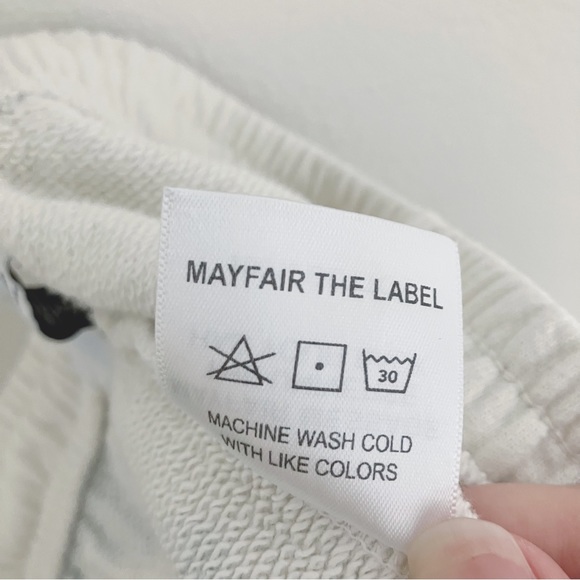 MAYFAIR THE LABEL
30
MACHINE WASH COLD
WITH LIKE COLORS